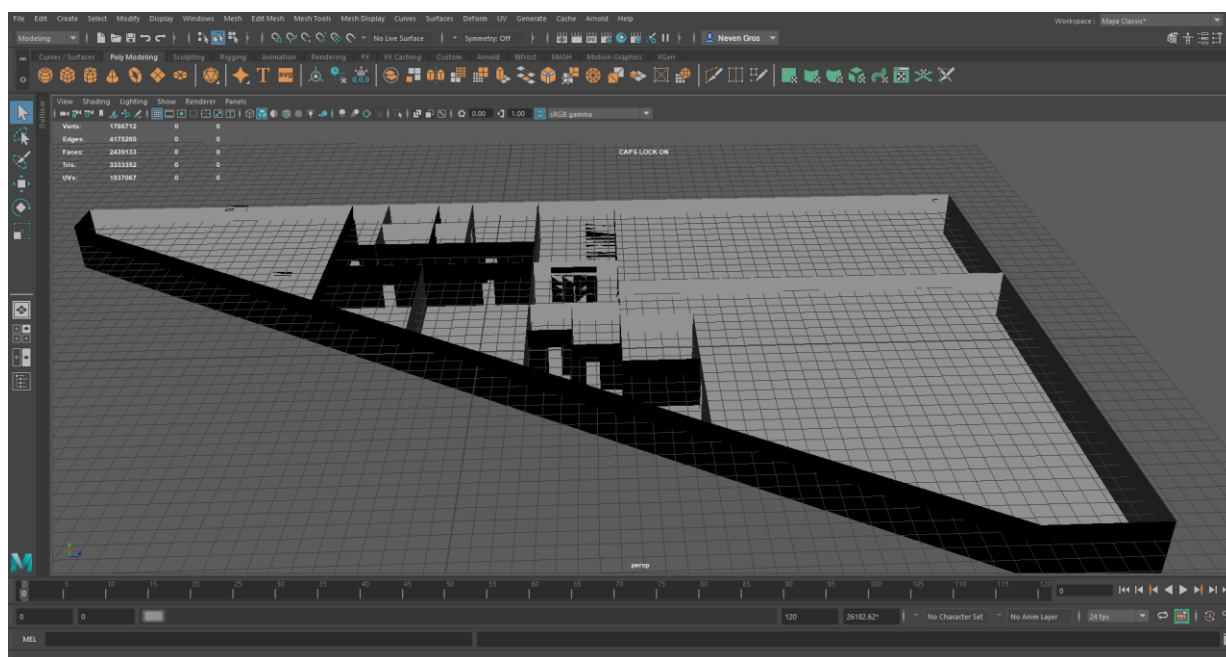 File Edit Create Select Modify Display Windows Mesh Edit Mesh Mesh Tools Mesh Display Curves Surfaces Deform UV Generate Cache Arnold Help Workspace : Maya Classic*
Modeling No Live Surface Symmetry: Off Neven Gros
Curves / Surfaces Poly Modeling Sculpting Rigging Animation Rendering FX FX Caching Custom Arnold Bifrost MASH Motion Graphics XGen
T SVG
View Shading Lighting Show Renderer Panels
0.00 1.00 sRGB gamma
Outliner
Verts: 1766712 0 0
Edges: 4175260 0 0
Faces: 2439133 0 0
Tris: 3333352 0 0
UVs: 1537067 0 0
CAPS LOCK ON
persp
M
0 5 10 15 20 25 30 35 40 45 50 55 60 65 70 75 80 85 90 95 100 105 110 115 120 0
0 0 120 26182.62* No Character Set No Anim Layer 24 fps
MEL